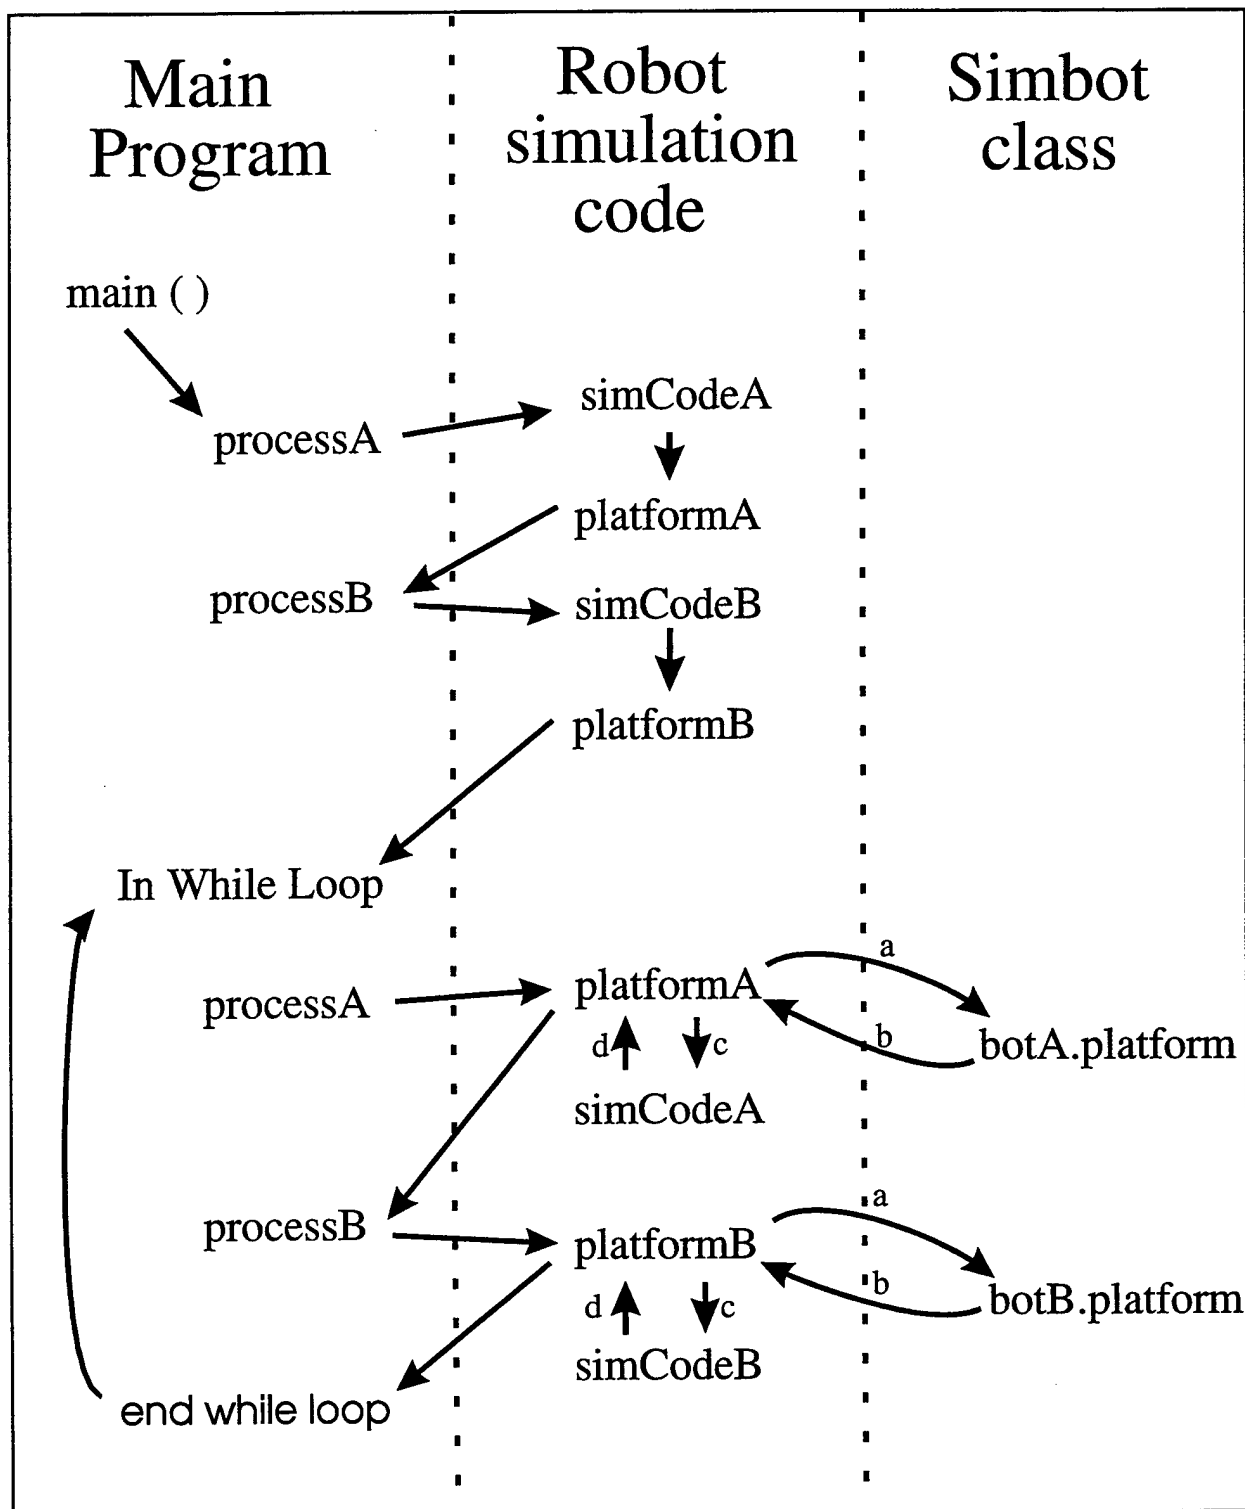 Main
Program
Robot
simulation
code
Simbot
class
main ( )
simCodeA
processA
platformA
processB
simCodeB
platformB
In While Loop
a
processA
platformA
b
botA.platform
d
c
simCodeA
a
processB
platformB
b
botB.platform
d
c
simCodeB
end while loop